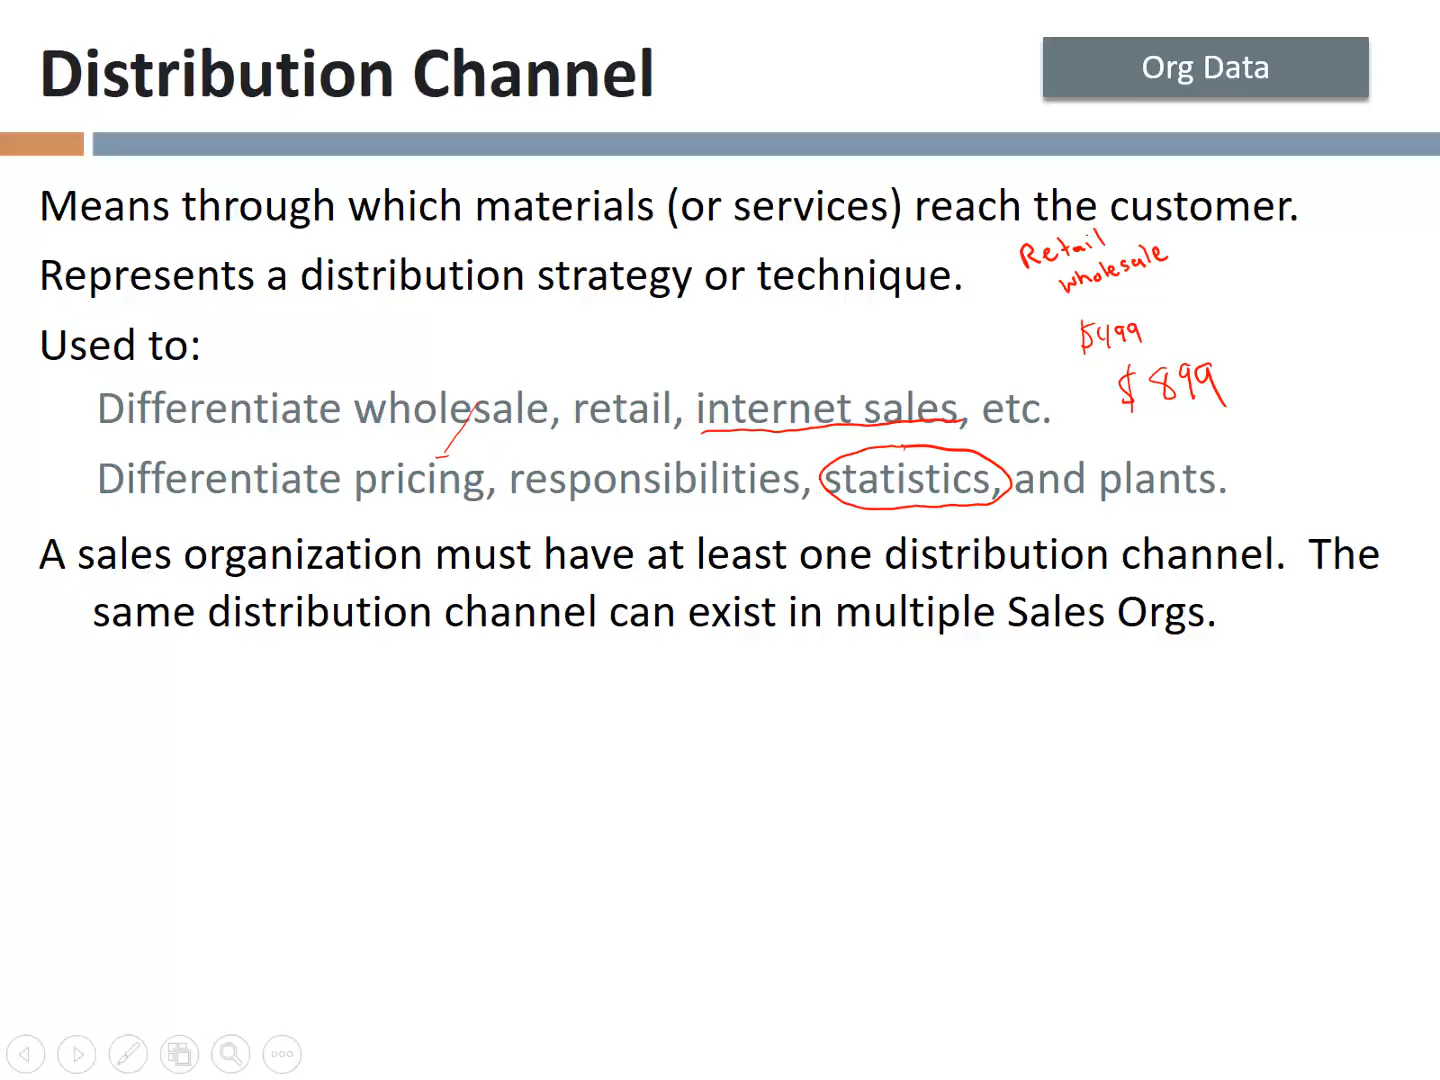 Distribution Channel
Org Data
Means through which materials (or services) reach the customer.
Retail
Wholesale
Represents a distribution strategy or technique.
Used to:
$499
$899
Differentiate wholesale, retail, internet sales, etc.
Differentiate pricing, responsibilities, statistics, and plants.
A sales organization must have at least one distribution channel.  The
same distribution channel can exist in multiple Sales Orgs.